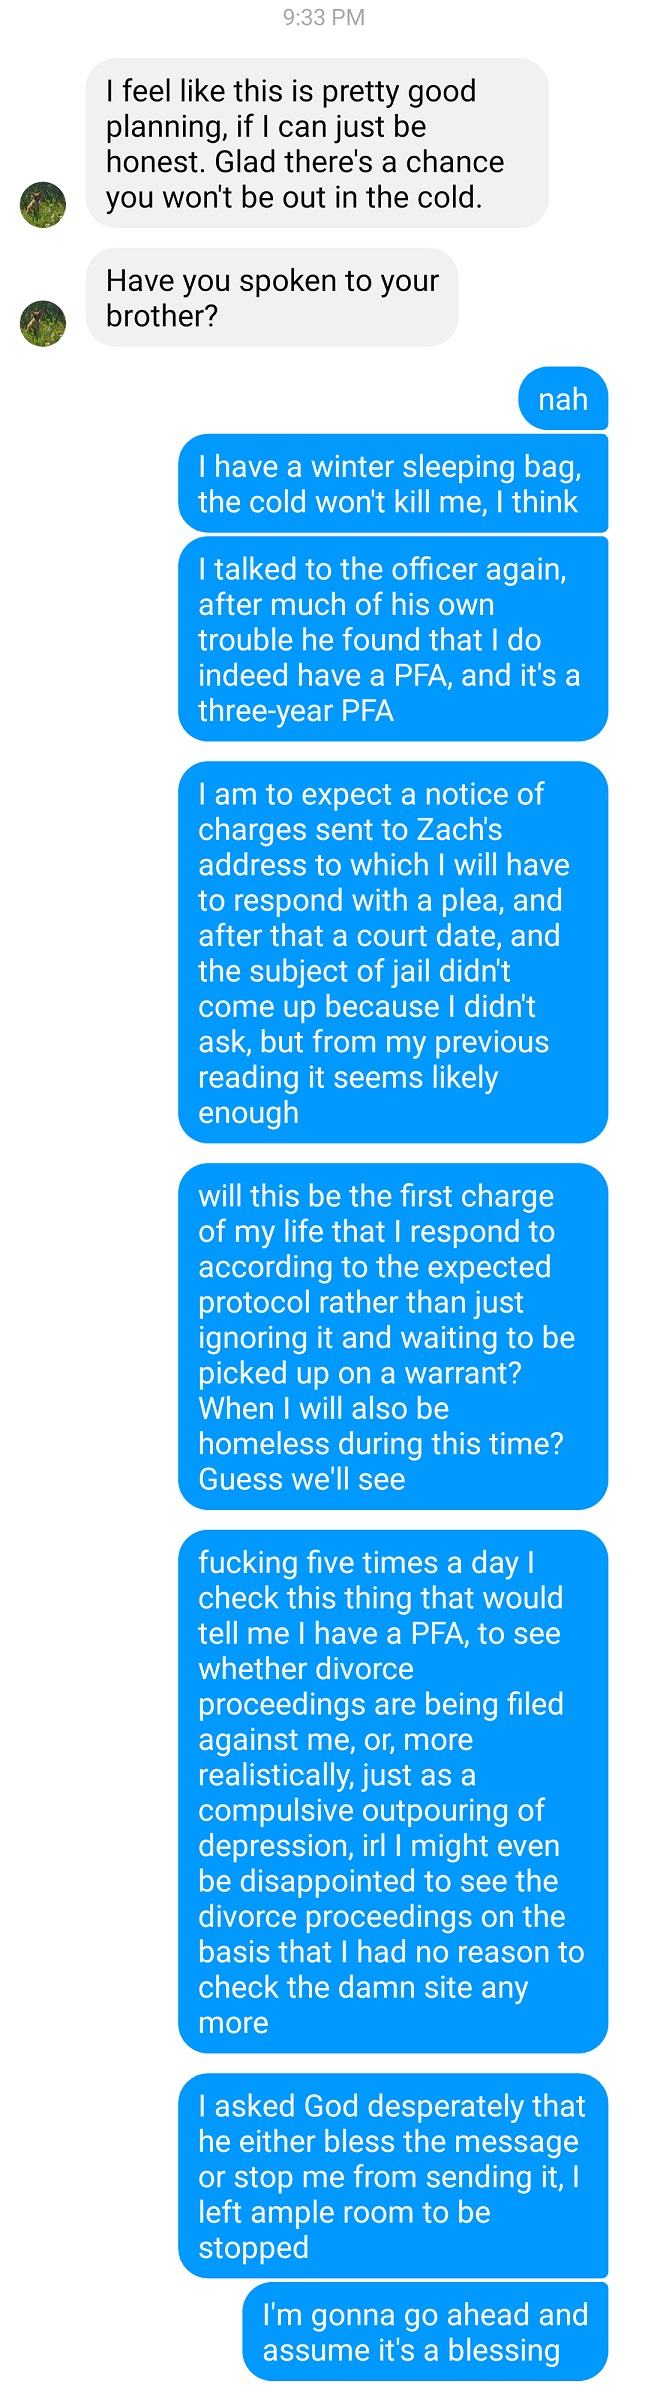 9:33 PM
I feel like this is pretty good
planning, if I can just be
honest. Glad there's a chance
you won't be out in the cold.
Have you spoken to your
brother?
nah
I have a winter sleeping bag,
the cold won't kill me, I think
I talked to the officer again,
after much of his own
trouble he found that I do
indeed have a PFA, and it's a
three-year PFA
I am to expect a notice of
charges sent to Zach's
address to which I will have
to respond with a plea, and
after that a court date, and
the subject of jail didn't
come up because I didn't
ask, but from my previous
reading it seems likely
enough
will this be the first charge
of my life that I respond to
according to the expected
protocol rather than just
ignoring it and waiting to be
picked up on a warrant?
When I will also be
homeless during this time?
Guess we'll see
fucking five times a day I
check this thing that would
tell me I have a PFA, to see
whether divorce
proceedings are being filed
against me, or, more
realistically, just as a
compulsive outpouring of
depression, irl I might even
be disappointed to see the
divorce proceedings on the
basis that I had no reason to
check the damn site any
more
I asked God desperately that
he either bless the message
or stop me from sending it, I
left ample room to be
stopped
I'm gonna go ahead and
assume it's a blessing